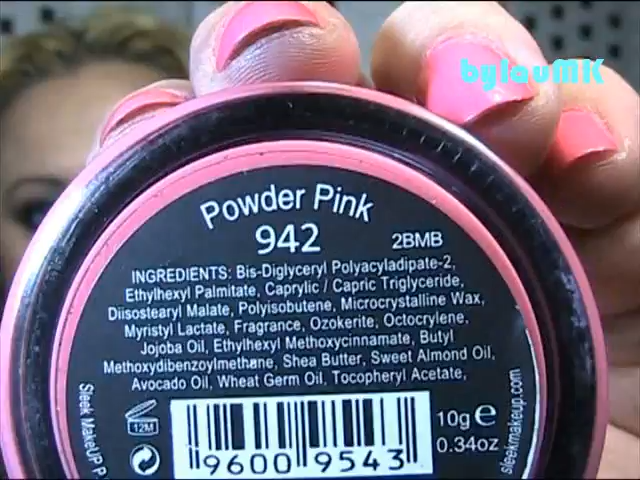 bylauMK
Powder Pink
942
2BMB
INGREDIENTS: Bis-Diglyceryl Polyacyladipate-2,
Ethylhexyl Palmitate, Caprylic / Capric Triglyceride,
Diisostearyl Malate, Polyisobutene, Microcrystalline Wax,
Myristyl Lactate, Fragrance, Ozokerite, Octocrylene,
Jojoba Oil, Ethylhexyl Methoxycinnamate, Butyl
Methoxydibenzoylmethane, Shea Butter, Sweet Almond Oil,
Avocado Oil, Wheat Germ Oil, Tocopheryl Acetate,
Sleek MakeUP P
12M
9600 9543
10g e
0.34oz
sleekmakeup.com